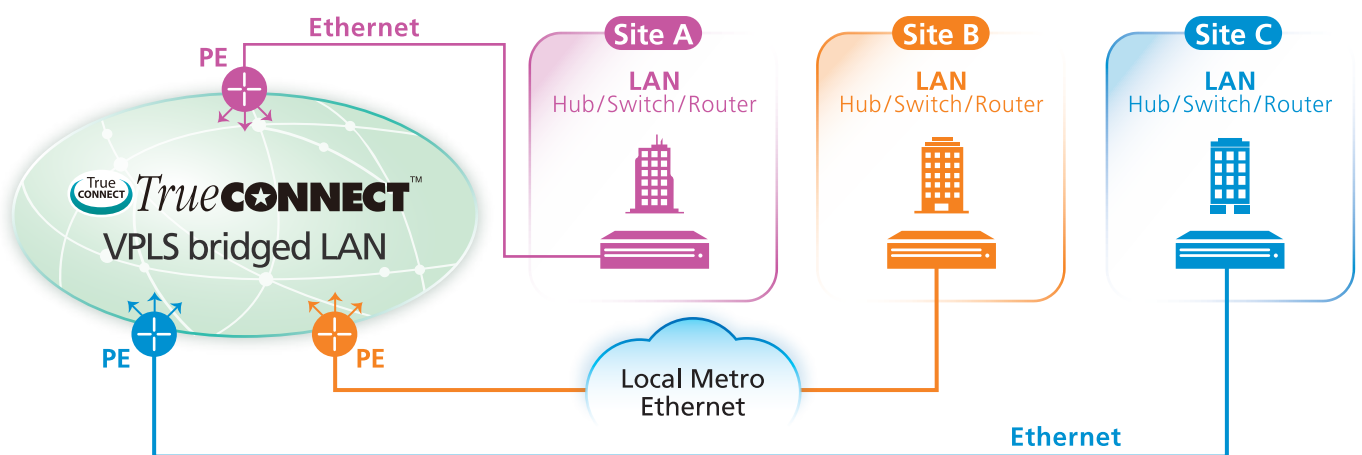 Ethernet
PE
Site A
LAN
Hub/Switch/Router
Site B
LAN
Hub/Switch/Router
Site C
LAN
Hub/Switch/Router
True
CONNECT
TrueCONNECT™
VPLS bridged LAN
PE
PE
Local Metro
Ethernet
Ethernet